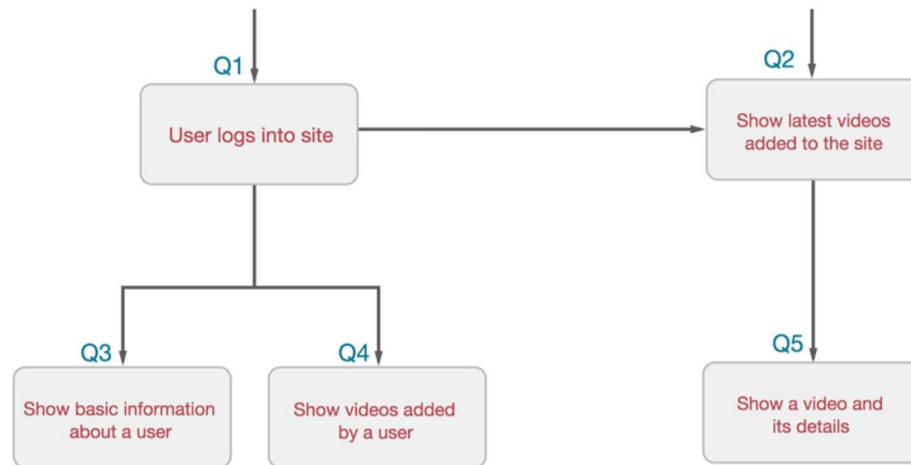 Q1
User logs into site
Q2
Show latest videos
added to the site
Q3
Show basic information
about a user
Q4
Show videos added
by a user
Q5
Show a video and
its details